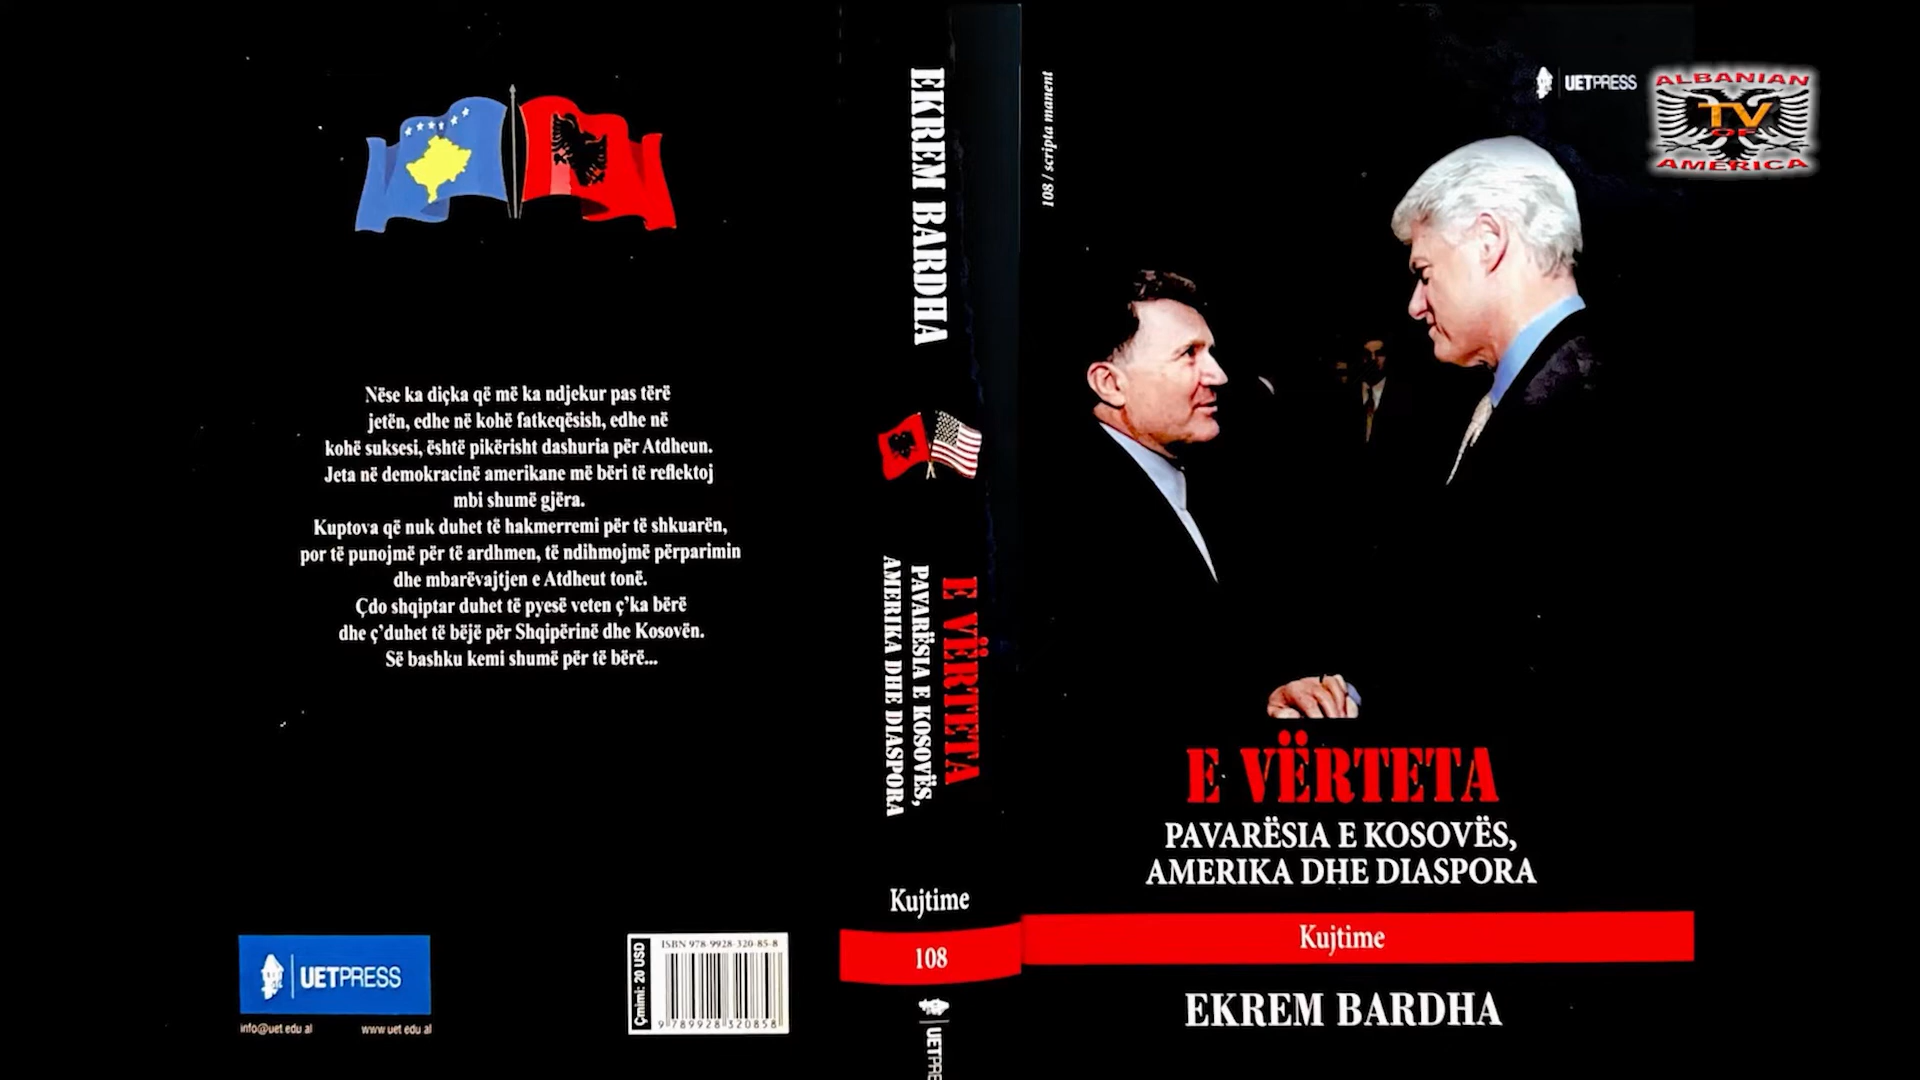 Nëse ka diçka që më ka ndjekur pas tërë
jetën, edhe në kohë fatkeqësish, edhe në
kohë suksesi, është pikërisht dashuria për Atdheun.
Jeta në demokracinë amerikane më bëri të reflektoj
mbi shumë gjëra.
Kuptova që nuk duhet të hakmerremi për të shkuarën,
por të punojmë për të ardhmen, të ndihmojmë përparimin
dhe mbarëvajtjen e Atdheut tonë.
Çdo shqiptar duhet të pyesë veten ç'ka bërë
dhe ç'duhet të bëjë për Shqipërinë dhe Kosovën.
Së bashku kemi shumë për të bërë...
UETPRESS
info@uet.edu.al www.uet.edu.al
Çmimi: 20 USD
ISBN 978-9928-320-85-8
9 789928 320858
EKREM BARDHA
E VËRTETA
PAVARËSIA E KOSOVËS,
AMERIKA DHE DIASPORA
Kujtime
108
UETPRE
108 / scripta manent
UETPRESS
ALBANIAN
TV
OF
AMERICA
E VËRTETA
PAVARËSIA E KOSOVËS,
AMERIKA DHE DIASPORA
Kujtime
EKREM BARDHA